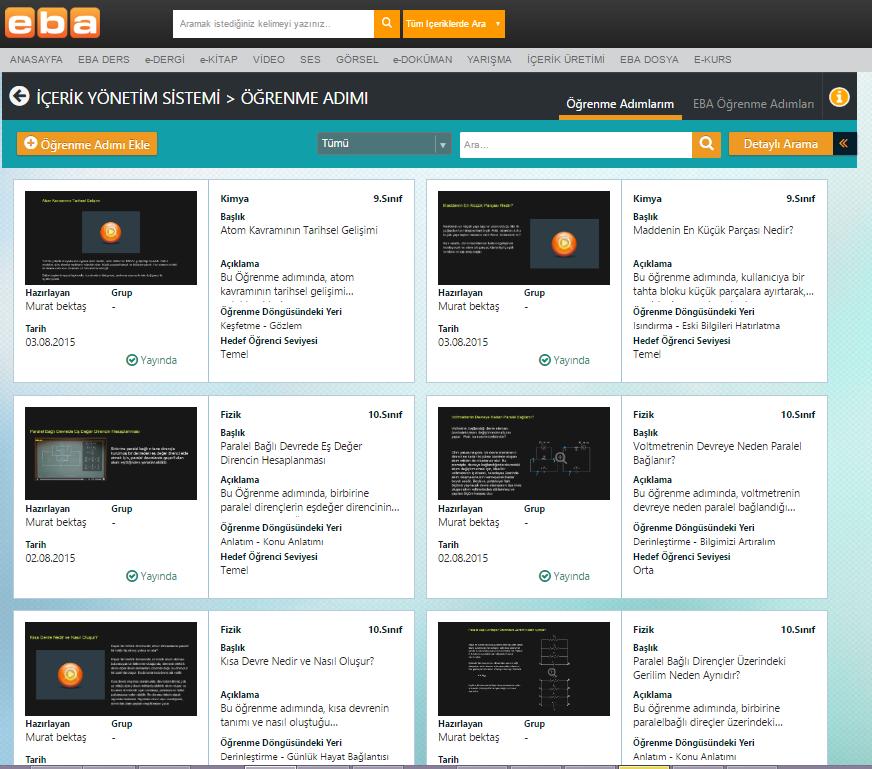 eba
Aramak istediğiniz kelimeyi yazınız..
Tüm İçeriklerde Ara
ANASAYFA EBA DERS e-DERGİ e-KİTAP VİDEO SES GÖRSEL e-DOKÜMAN YARIŞMA İÇERİK ÜRETİMİ EBA DOSYA E-KURS
İÇERİK YÖNETİM SİSTEMİ > ÖĞRENME ADIMI
Öğrenme Adımlarım EBA Öğrenme Adımları
Öğrenme Adımı Ekle
Tümü
Ara...
Detaylı Arama
Atom Kavramının Tarihsel Gelişimi
Hazırlayan Grup
Murat bektaş -
Tarih
03.08.2015
Yayında
Kimya 9.Sınıf
Başlık
Atom Kavramının Tarihsel Gelişimi
Açıklama
Bu Öğrenme adımında, atom
kavramının tarihsel gelişimi...
Öğrenme Döngüsündeki Yeri
Keşfetme - Gözlem
Hedef Öğrenci Seviyesi
Temel
Maddenin En Küçük Parçası Nedir?
Hazırlayan Grup
Murat bektaş -
Tarih
03.08.2015
Yayında
Kimya 9.Sınıf
Başlık
Maddenin En Küçük Parçası Nedir?
Açıklama
Bu öğrenme adımında, kullanıcıya bir
tahta bloku küçük parçalara ayırtarak,...
Öğrenme Döngüsündeki Yeri
Isındırma - Eski Bilgileri Hatırlatma
Hedef Öğrenci Seviyesi
Temel
Paralel Bağlı Devrede Eş Değer Direncin Hesaplanması
Hazırlayan Grup
Murat bektaş -
Tarih
02.08.2015
Yayında
Fizik 10.Sınıf
Başlık
Paralel Bağlı Devrede Eş Değer
Direncin Hesaplanması
Açıklama
Bu Öğrenme adımında, birbirine
paralel dirençlerin eşdeğer direncinin...
Öğrenme Döngüsündeki Yeri
Anlatım - Konu Anlatımı
Hedef Öğrenci Seviyesi
Temel
Voltmetrenin Devreye Neden Paralel Bağlanır?
Hazırlayan Grup
Murat bektaş -
Tarih
02.08.2015
Yayında
Fizik 10.Sınıf
Başlık
Voltmetrenin Devreye Neden Paralel
Bağlanır?
Açıklama
Bu öğrenme adımında, voltmetrenin
devreye neden paralel bağlandığı...
Öğrenme Döngüsündeki Yeri
Derinleştirme - Bilgimizi Artıralım
Hedef Öğrenci Seviyesi
Orta
Kısa Devre Nedir ve Nasıl Oluşur?
Hazırlayan Grup
Murat bektaş -
Tarih
Fizik 10.Sınıf
Başlık
Kısa Devre Nedir ve Nasıl Oluşur?
Açıklama
Bu öğrenme adımında, kısa devrenin
tanımı ve nasıl oluştuğu...
Öğrenme Döngüsündeki Yeri
Derinleştirme - Günlük Hayat Bağlantısı
Hazırlayan Grup
Murat bektaş -
Tarih
Fizik 10.Sınıf
Başlık
Paralel Bağlı Dirençler Üzerindeki
Gerilim Neden Aynıdır?
Açıklama
Bu öğrenme adımında, birbirine
paralelbağlı direçler üzerindeki...
Öğrenme Döngüsündeki Yeri
Anlatım - Konu Anlatımı